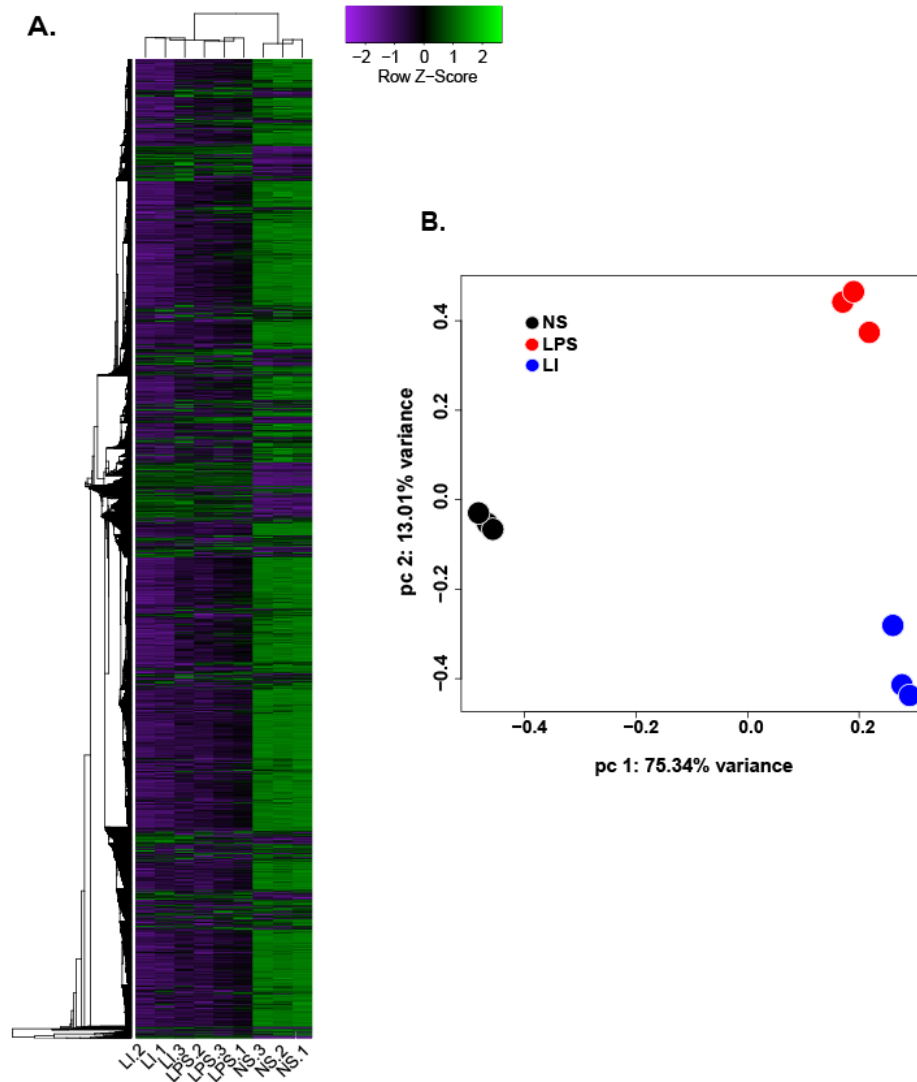 A.
−2 −1 0 1 2
Row Z-Score
B.
NS
LPS
LI
0.4
0.2
0.0
−0.2
−0.4
pc 2: 13.01% variance
−0.4 −0.2 0.0 0.2
pc 1: 75.34% variance
LI.2 LI.1 LI.3 LPS.2 LPS.3 LPS.1 NS.3 NS.2 NS.1